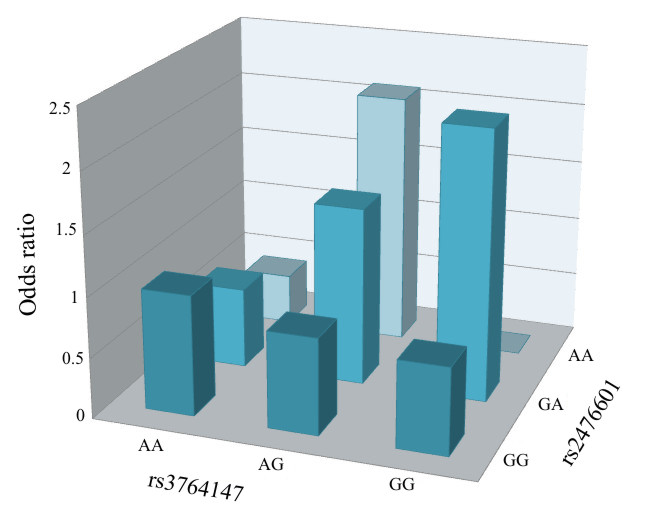 2.5
2
1.5
1
0.5
0
Odds ratio
AA
AG
GG
rs3764147
GG
GA
AA
rs2476601